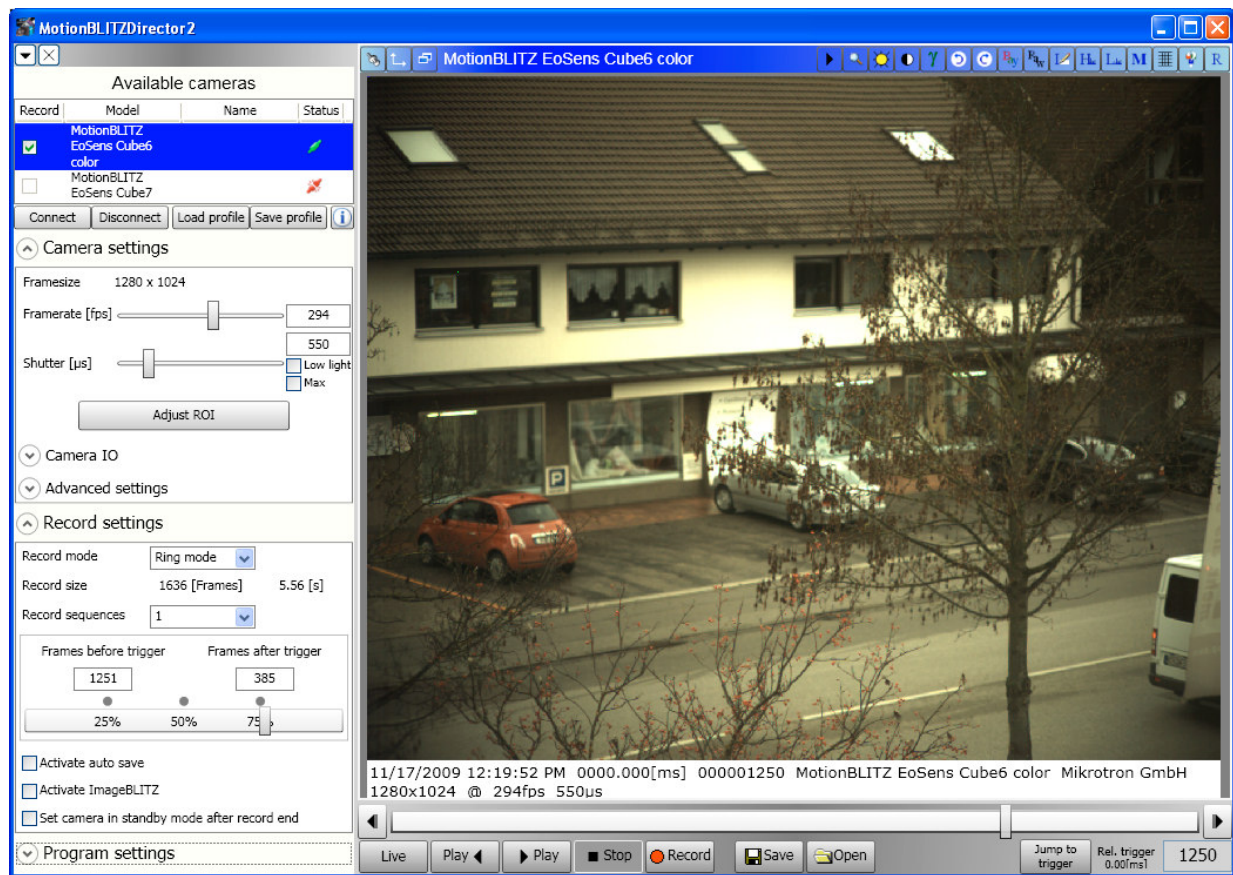 MotionBLITZDirector2
Available cameras
Record Model Name Status
MotionBLITZ
EoSens Cube6
color
MotionBLITZ
EoSens Cube7
Connect Disconnect Load profile Save profile i
Camera settings
Framesize 1280 x 1024
Framerate [fps] 294
550
Shutter [µs] Low light
Max
Adjust ROI
Camera IO
Advanced settings
Record settings
Record mode Ring mode
Record size 1636 [Frames] 5.56 [s]
Record sequences 1
Frames before trigger Frames after trigger
1251 385
25% 50% 75%
Activate auto save
Activate ImageBLITZ
Set camera in standby mode after record end
Program settings
MotionBLITZ EoSens Cube6 color
γ M R
P
11/17/2009 12:19:52 PM 0000.000[ms] 000001250 MotionBLITZ EoSens Cube6 color Mikrotron GmbH
1280x1024 @ 294fps 550µs
Live Play Play Stop Record Save Open
Jump to
trigger
Rel. trigger
0.00[ms]
1250